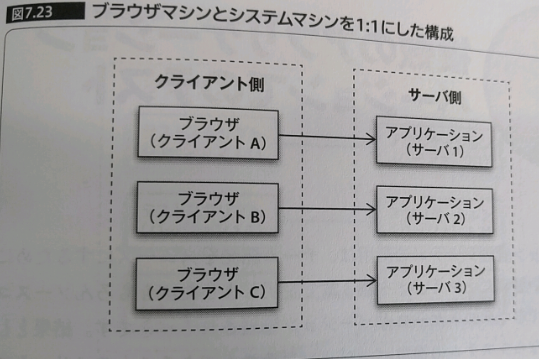 図7.23 ブラウザマシンとシステムマシンを1:1にした構成
クライアント側
サーバ側
ブラウザ
(クライアントA)
アプリケーション
(サーバ1)
ブラウザ
(クライアントB)
アプリケーション
(サーバ2)
ブラウザ
(クライアントC)
アプリケーション
(サーバ3)